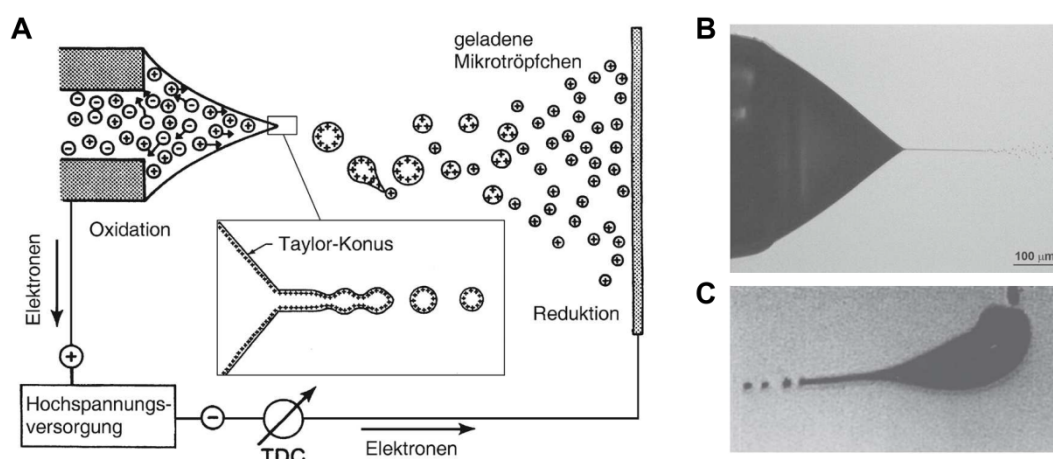 A
geladene
Mikrotröpfchen
Oxidation
Taylor-Konus
Elektronen
Reduktion
Hochspannungs-
versorgung
TDC
Elektronen
B
100 µm
C